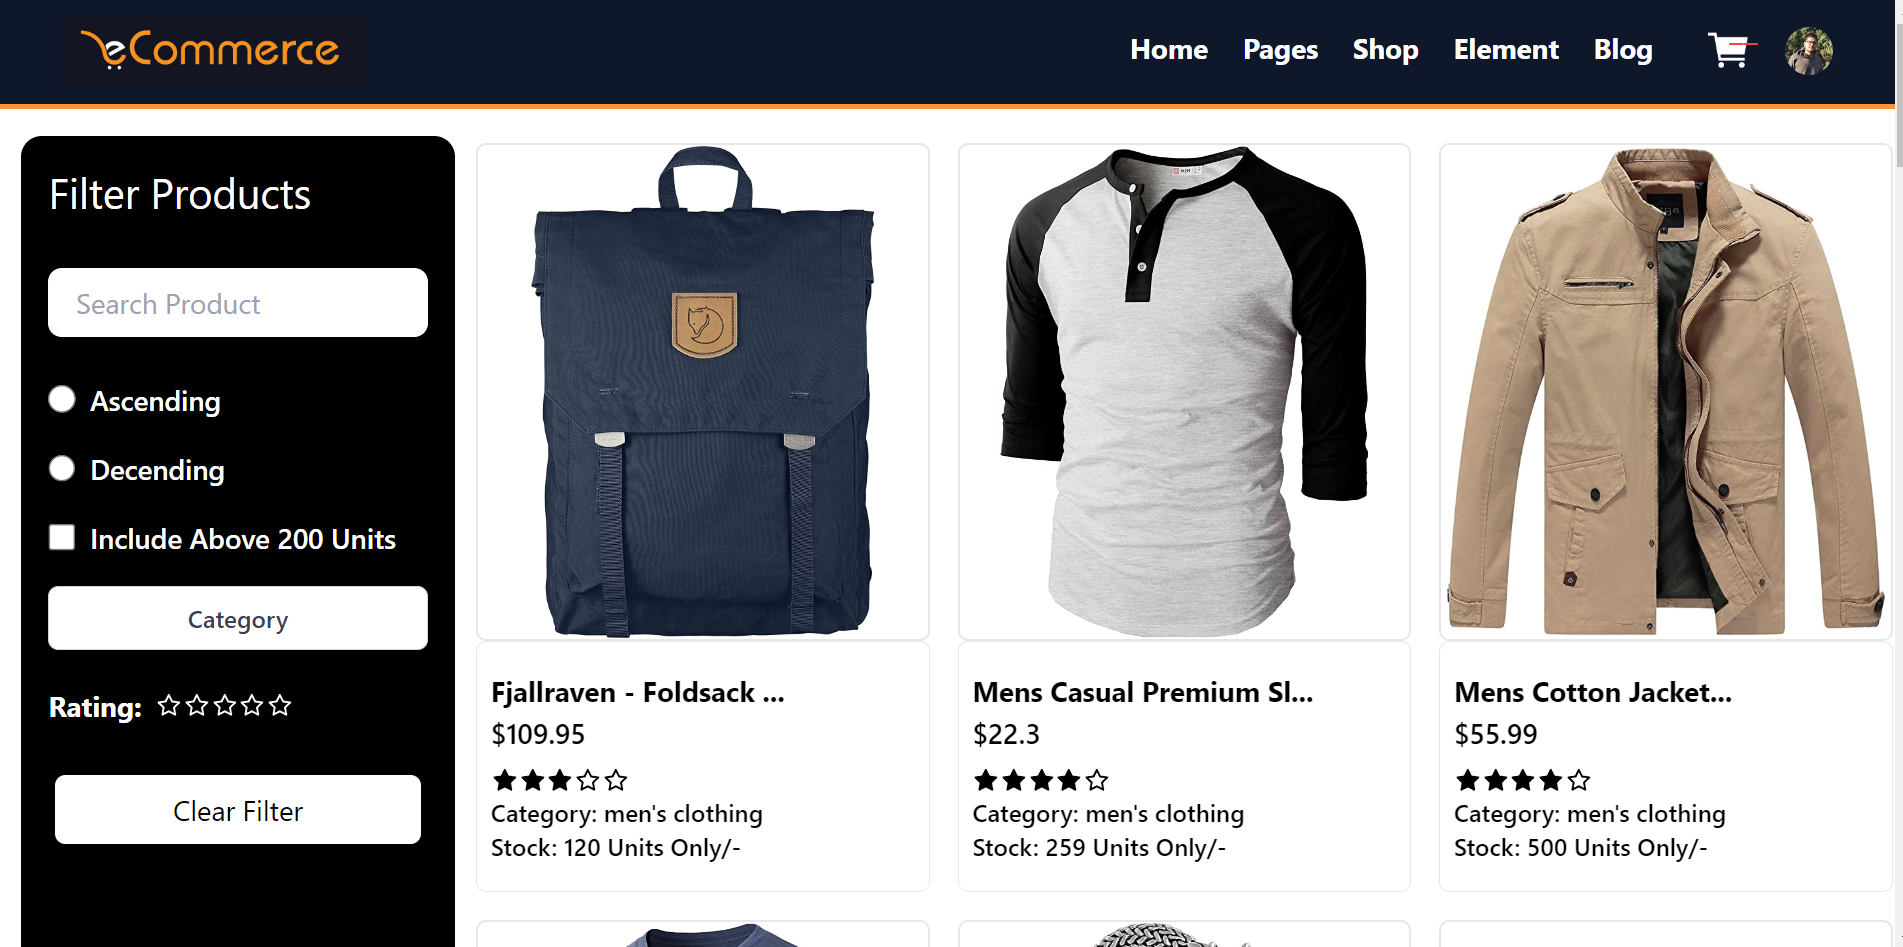 eCommerce
Home Pages Shop Element Blog
Filter Products
Search Product
Ascending
Decending
Include Above 200 Units
Category
Rating:
Clear Filter
Fjallraven - Foldsack ...
$109.95
Category: men's clothing
Stock: 120 Units Only/-
Mens Casual Premium Sl...
$22.3
Category: men's clothing
Stock: 259 Units Only/-
Mens Cotton Jacket...
$55.99
Category: men's clothing
Stock: 500 Units Only/-